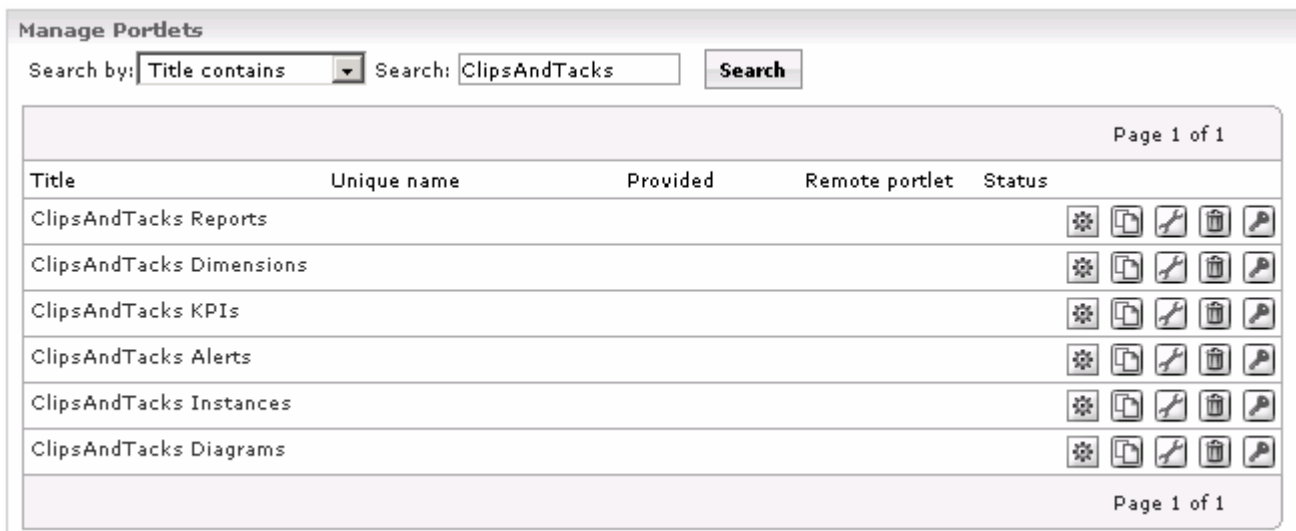 Manage Portlets
Search by: Title contains Search: ClipsAndTacks Search
Page 1 of 1
Title Unique name Provided Remote portlet Status
ClipsAndTacks Reports
ClipsAndTacks Dimensions
ClipsAndTacks KPIs
ClipsAndTacks Alerts
ClipsAndTacks Instances
ClipsAndTacks Diagrams
Page 1 of 1